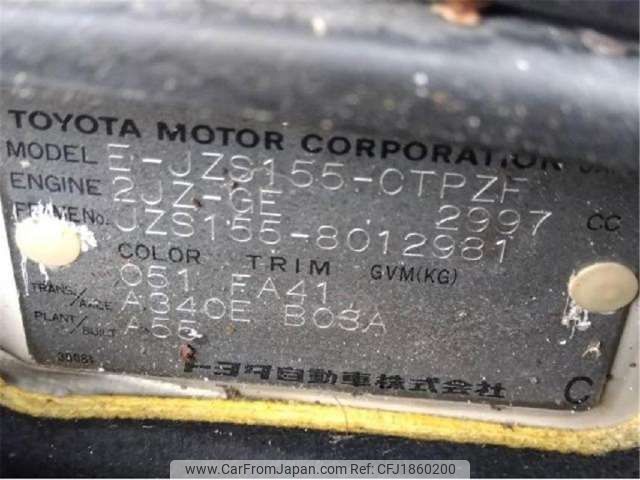 TOYOTA MOTOR CORPORATION
MODEL E-JZS155-CTPZF
ENGINE 2JZ-GE 2997 CC
FRAME No. JZS155-8012981
COLOR TRIM GVM(KG)
051 FA41
TRANS./AXLE A340E B03A
PLANT/BUILT A55
トヨタ自動車株式会社 C
www.CarFromJapan.com | Ref: CFJ1860200